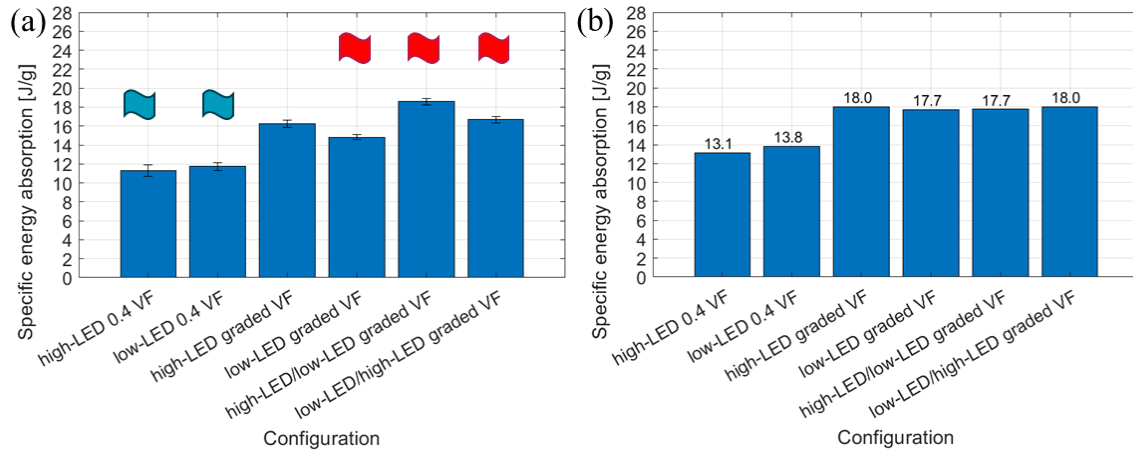 (a)
Specific energy absorption [J/g]
28
26
24
22
20
18
16
14
12
10
8
6
4
2
0
high-LED 0.4 VF
low-LED 0.4 VF
high-LED graded VF
low-LED graded VF
high-LED/low-LED graded VF
low-LED/high-LED graded VF
Configuration
(b)
Specific energy absorption [J/g]
28
26
24
22
20
18
16
14
12
10
8
6
4
2
0
13.1
13.8
18.0
17.7
17.7
18.0
high-LED 0.4 VF
low-LED 0.4 VF
high-LED graded VF
low-LED graded VF
high-LED/low-LED graded VF
low-LED/high-LED graded VF
Configuration